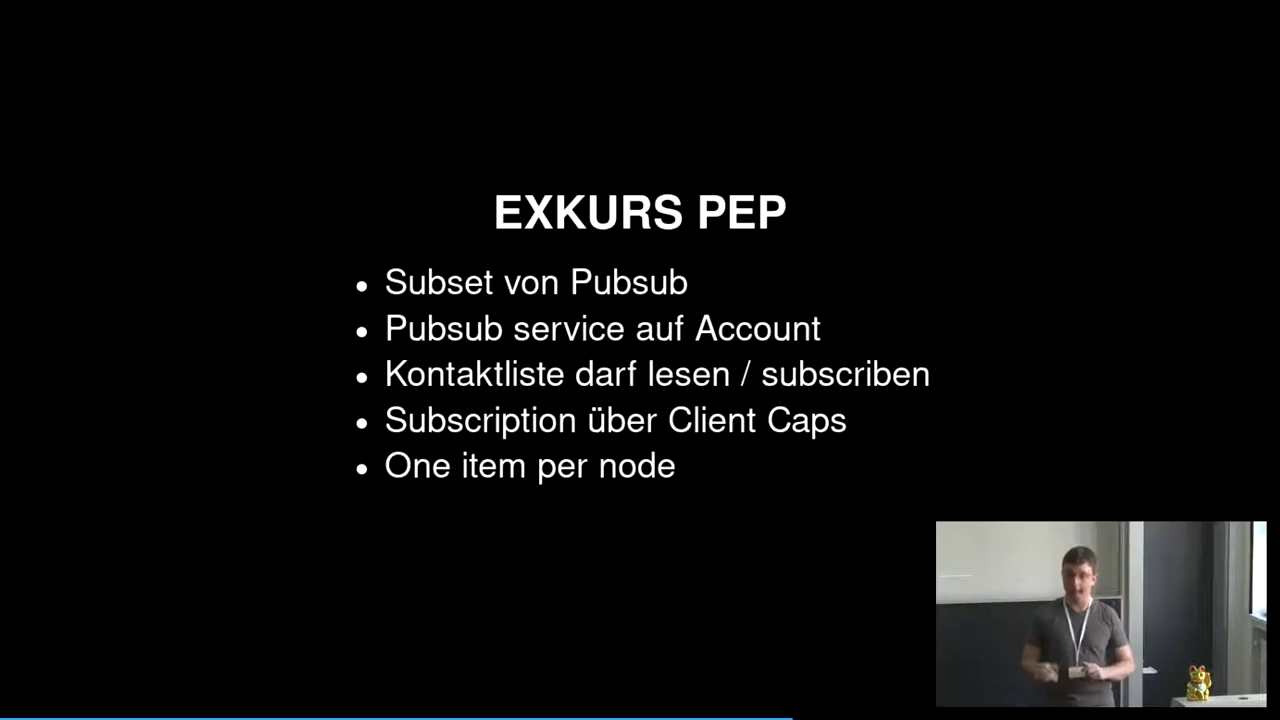 EXKURS PEP
Subset von Pubsub
Pubsub service auf Account
Kontaktliste darf lesen / subscriben
Subscription über Client Caps
One item per node